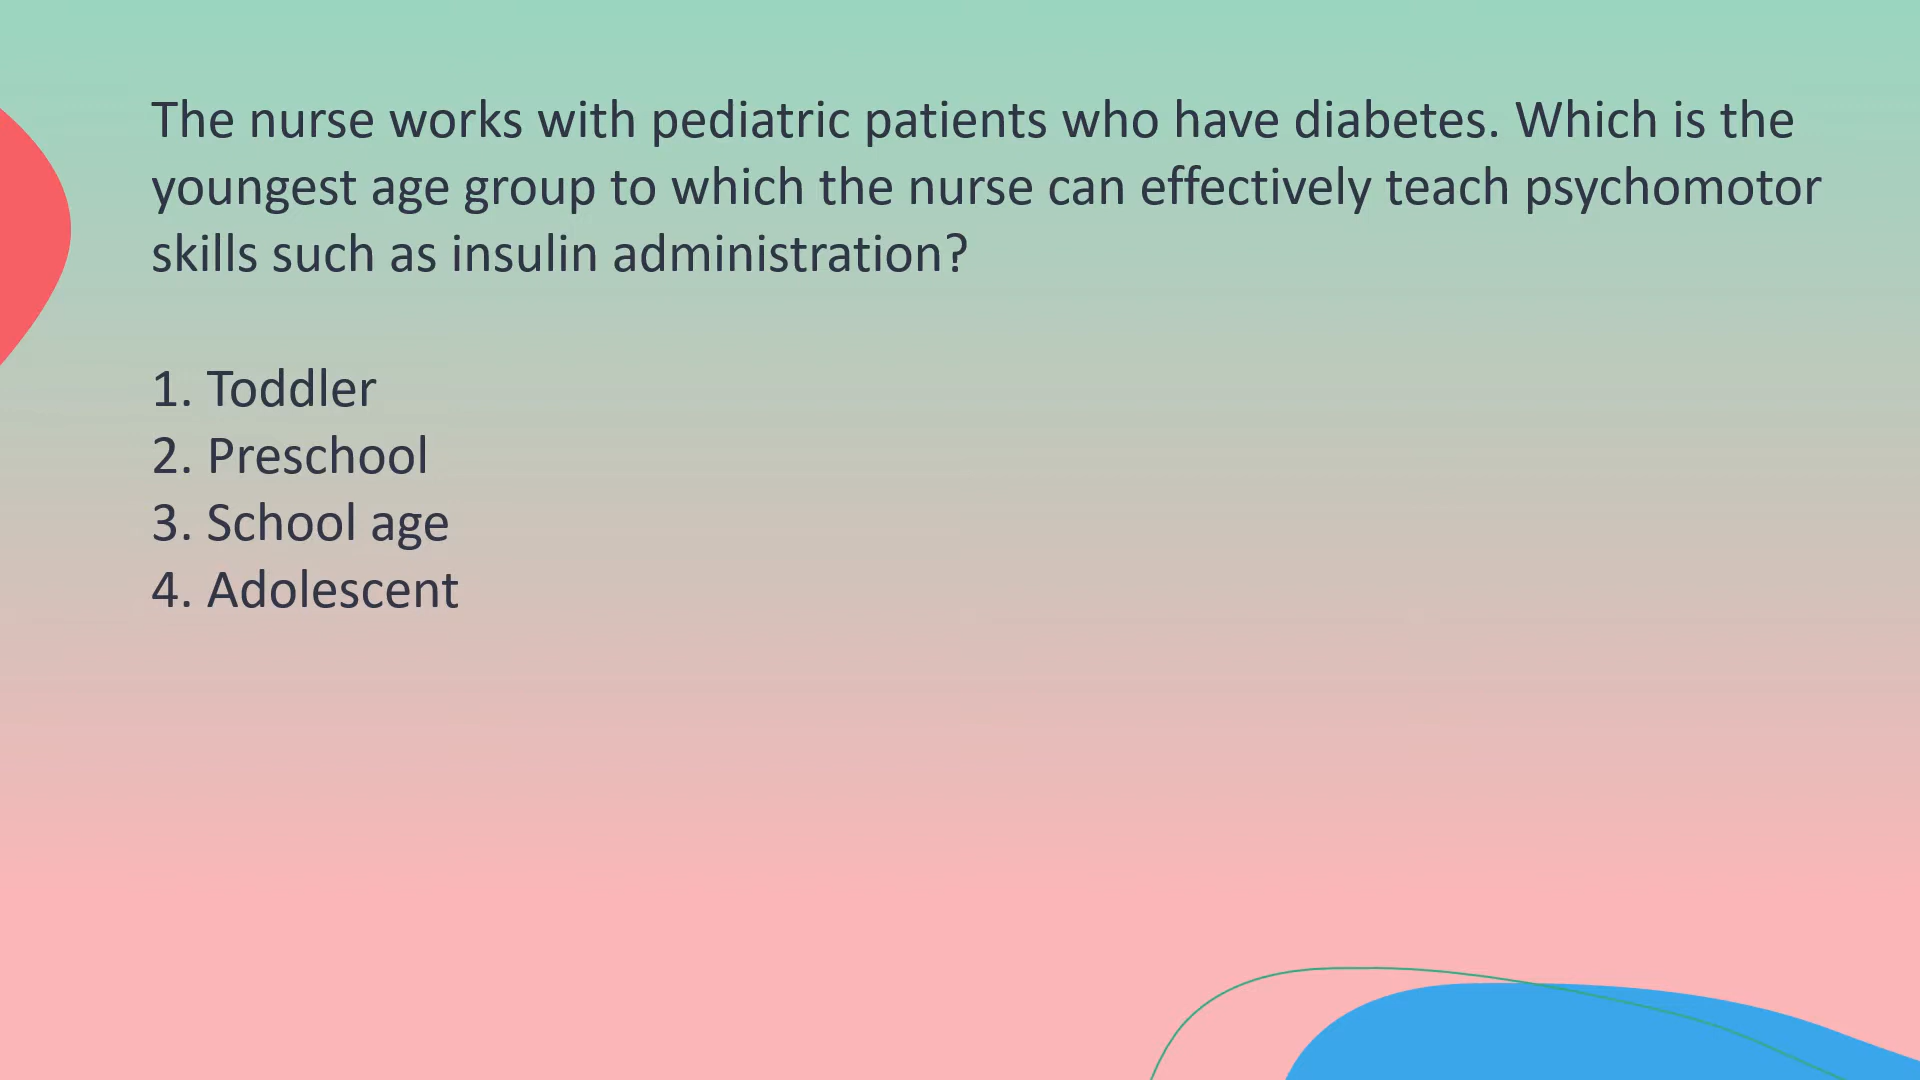 The nurse works with pediatric patients who have diabetes. Which is the
youngest age group to which the nurse can effectively teach psychomotor
skills such as insulin administration?
1. Toddler
2. Preschool
3. School age
4. Adolescent